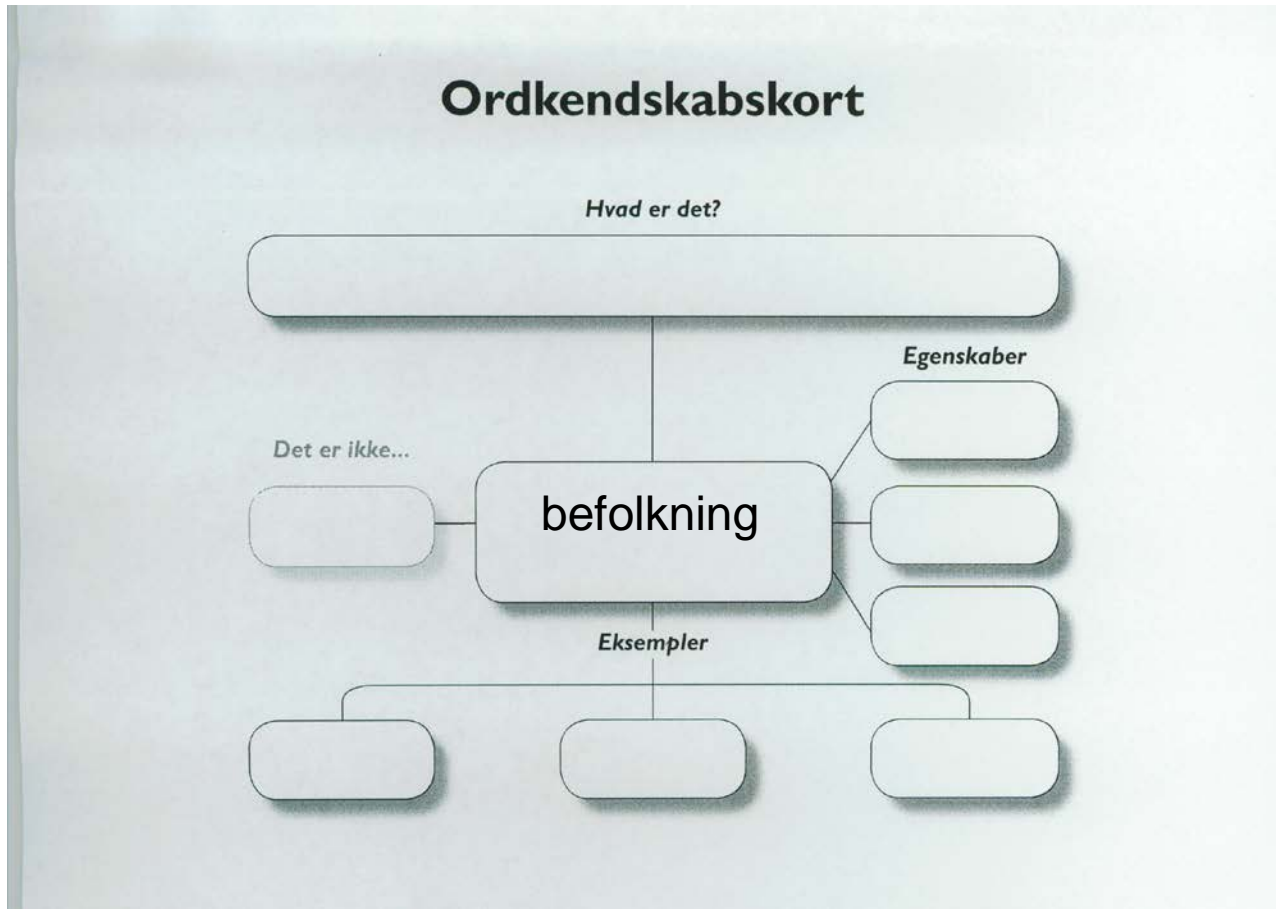 Ordkendskabskort
Hvad er det?
Egenskaber
Det er ikke...
befolkning
Eksempler